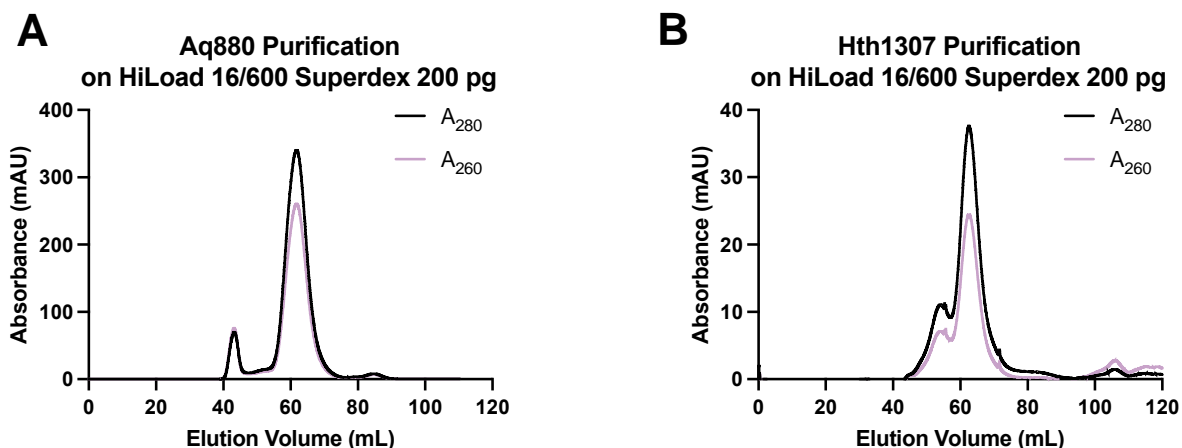 A
Aq880 Purification
on HiLoad 16/600 Superdex 200 pg
400
300
200
100
0
Absorbance (mAU)
A280
A260
0 20 40 60 80 100 120
Elution Volume (mL)
B
Hth1307 Purification
on HiLoad 16/600 Superdex 200 pg
40
30
20
10
0
Absorbance (mAU)
A280
A260
0 20 40 60 80 100 120
Elution Volume (mL)